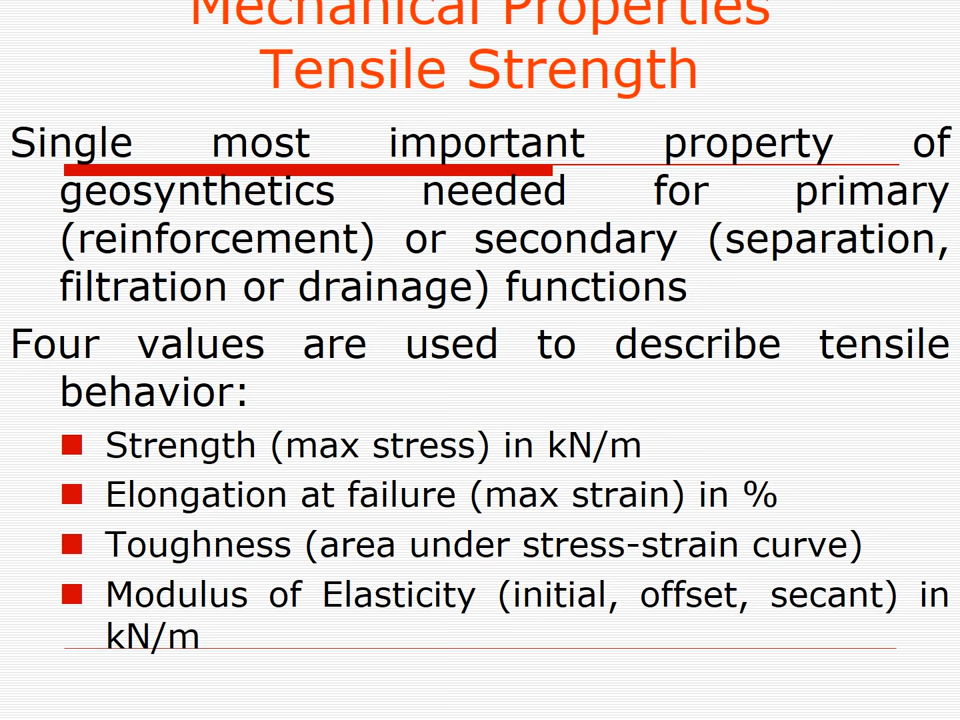 Mechanical Properties
Tensile Strength
Single most important property of
geosynthetics needed for primary
(reinforcement) or secondary (separation,
filtration or drainage) functions
Four values are used to describe tensile
behavior:
Strength (max stress) in kN/m
Elongation at failure (max strain) in %
Toughness (area under stress-strain curve)
Modulus of Elasticity (initial, offset, secant) in
kN/m